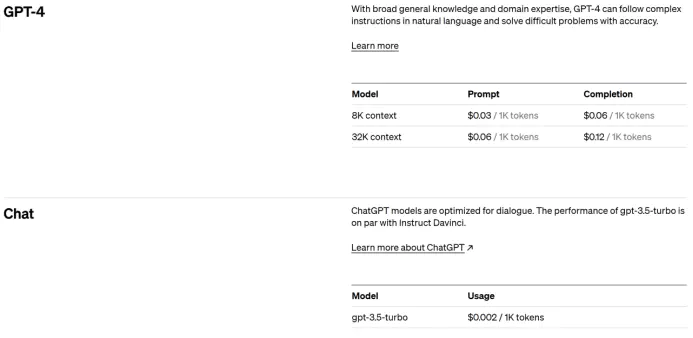 GPT-4
With broad general knowledge and domain expertise, GPT-4 can follow complex
instructions in natural language and solve difficult problems with accuracy.
Learn more
Model Prompt Completion
8K context $0.03 / 1K tokens $0.06 / 1K tokens
32K context $0.06 / 1K tokens $0.12 / 1K tokens
Chat
ChatGPT models are optimized for dialogue. The performance of gpt-3.5-turbo is
on par with Instruct Davinci.
Learn more about ChatGPT ↗
Model Usage
gpt-3.5-turbo $0.002 / 1K tokens